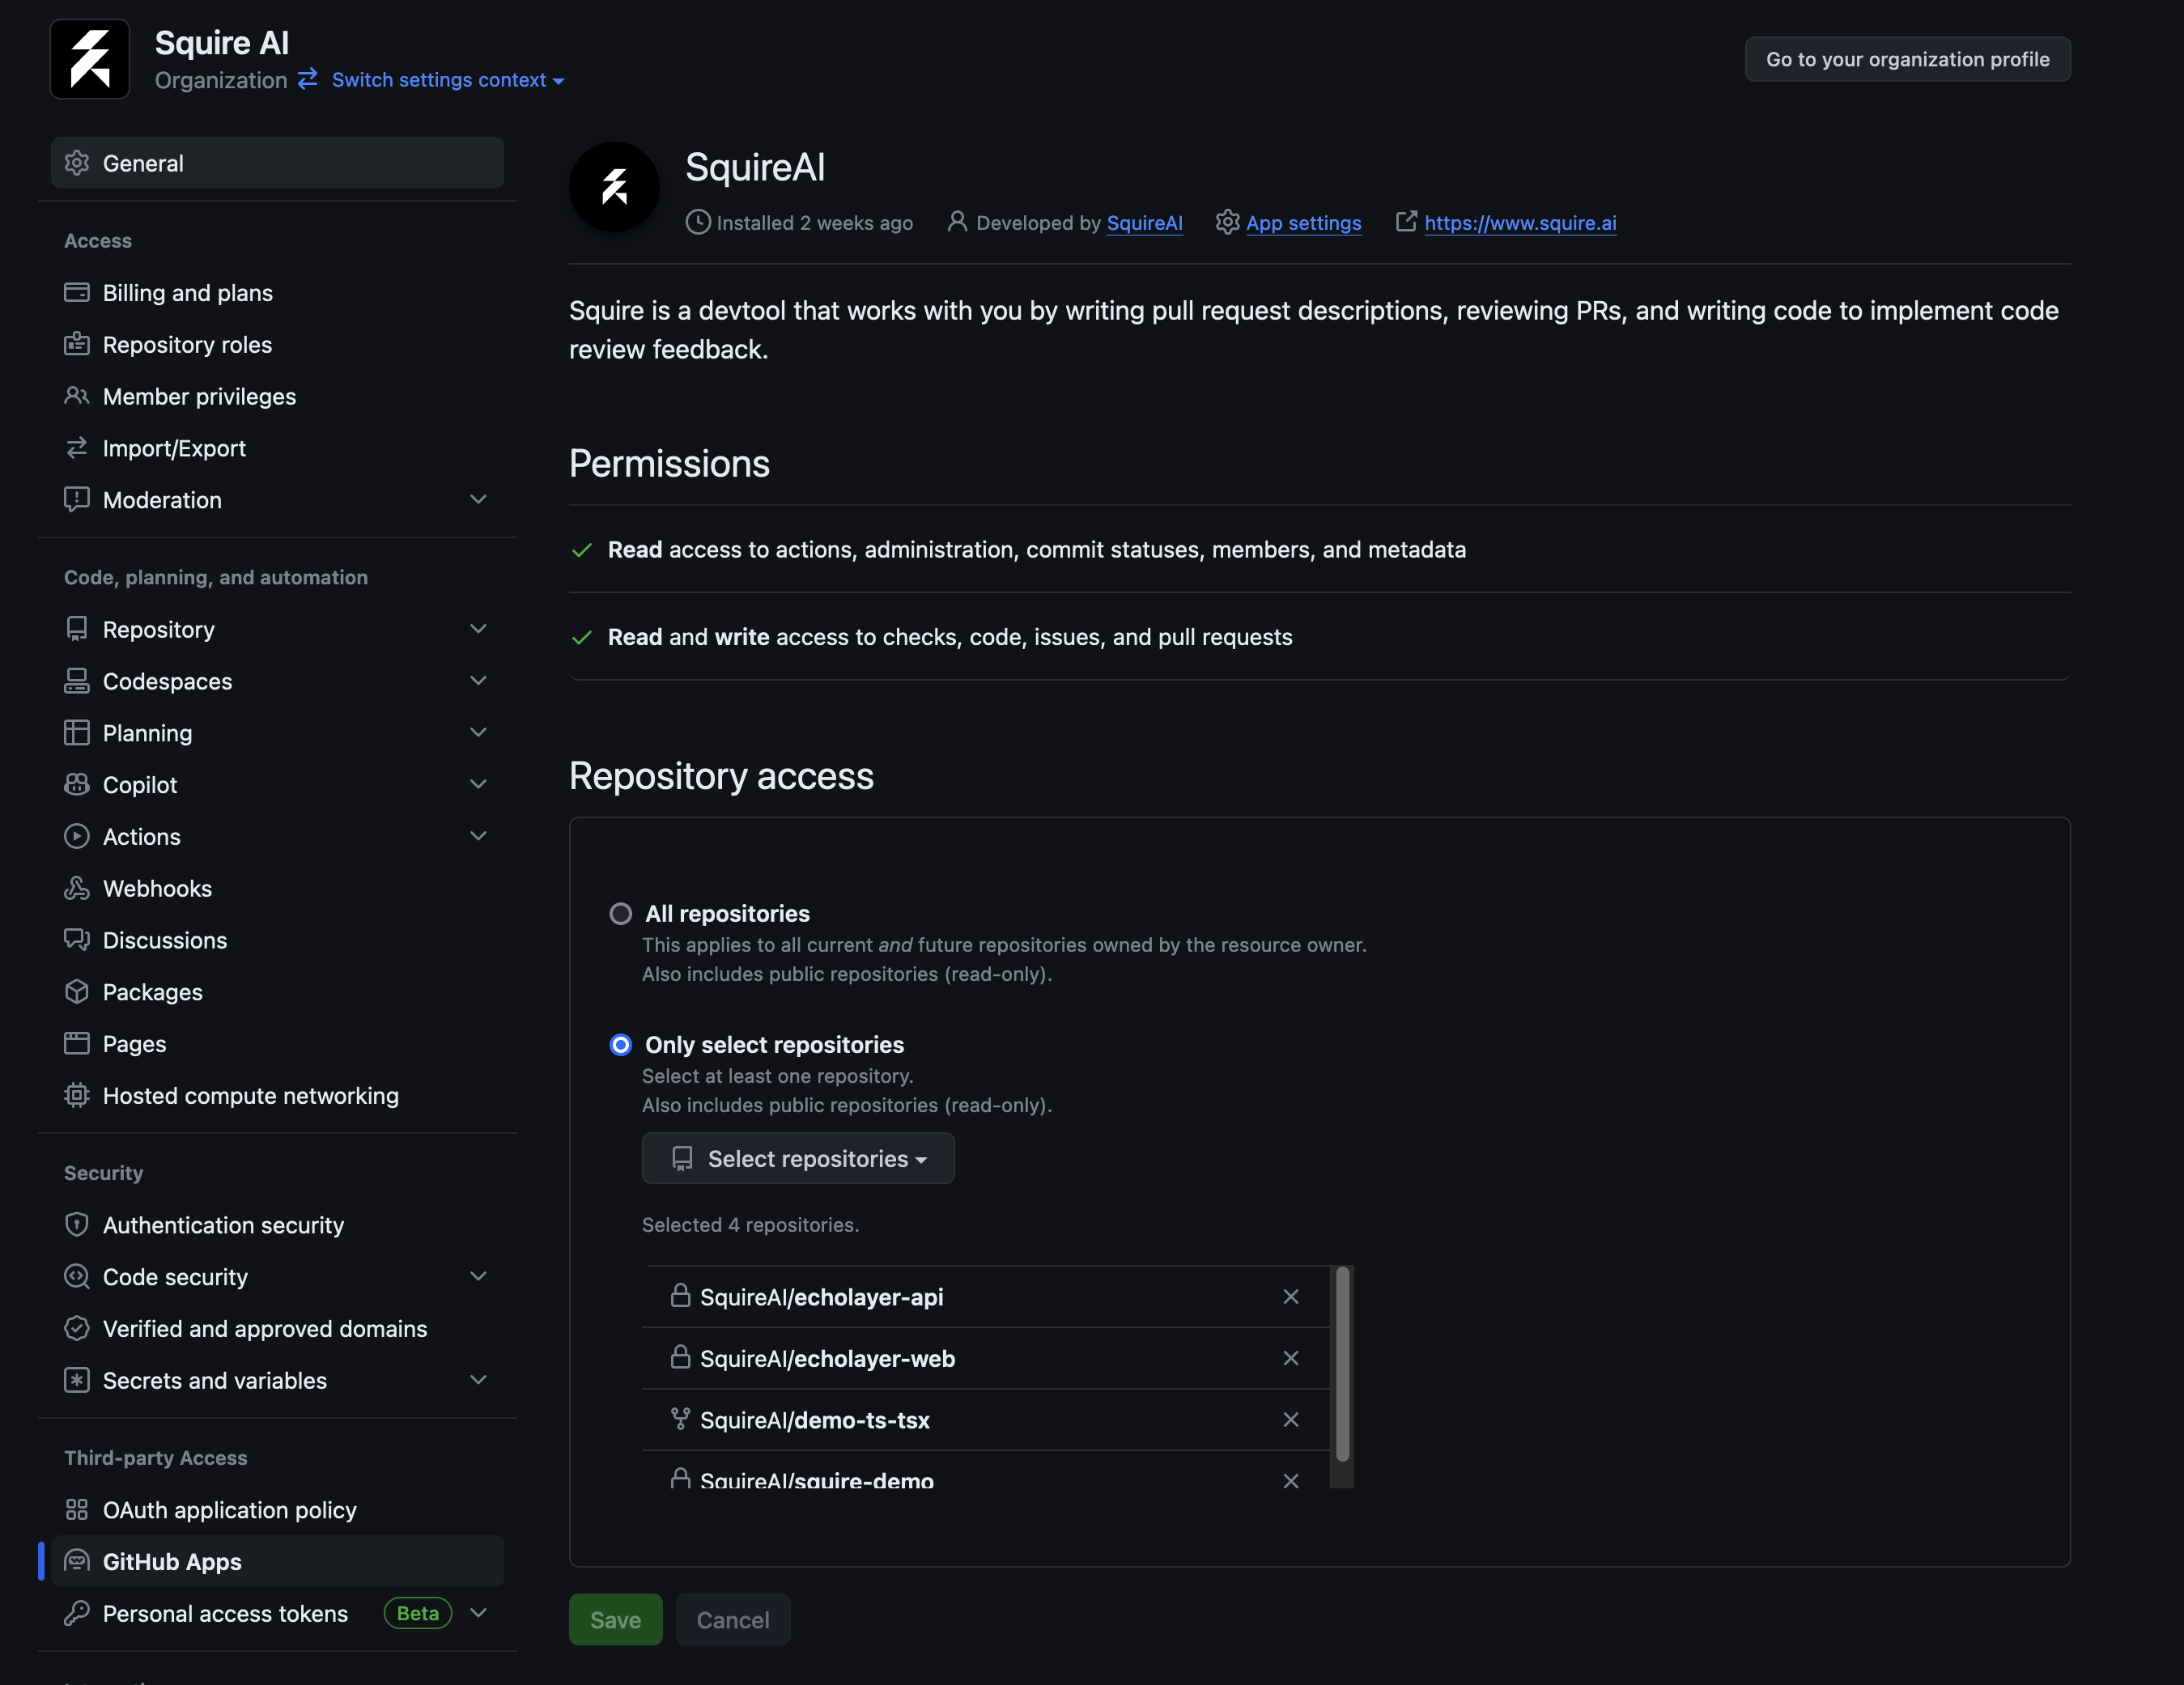 Squire AI
Organization Switch settings context
Go to your organization profile
General
Access
Billing and plans
Repository roles
Member privileges
Import/Export
Moderation
Code, planning, and automation
Repository
Codespaces
Planning
Copilot
Actions
Webhooks
Discussions
Packages
Pages
Hosted compute networking
Security
Authentication security
Code security
Verified and approved domains
Secrets and variables
Third-party Access
OAuth application policy
GitHub Apps
Personal access tokens Beta
SquireAI
Installed 2 weeks ago Developed by SquireAI App settings https://www.squire.ai
Squire is a devtool that works with you by writing pull request descriptions, reviewing PRs, and writing code to implement code
review feedback.
Permissions
Read access to actions, administration, commit statuses, members, and metadata
Read and write access to checks, code, issues, and pull requests
Repository access
All repositories
This applies to all current and future repositories owned by the resource owner.
Also includes public repositories (read-only).
Only select repositories
Select at least one repository.
Also includes public repositories (read-only).
Select repositories
Selected 4 repositories.
SquireAI/echolayer-api
SquireAI/echolayer-web
SquireAI/demo-ts-tsx
SquireAI/squire-demo
Save Cancel